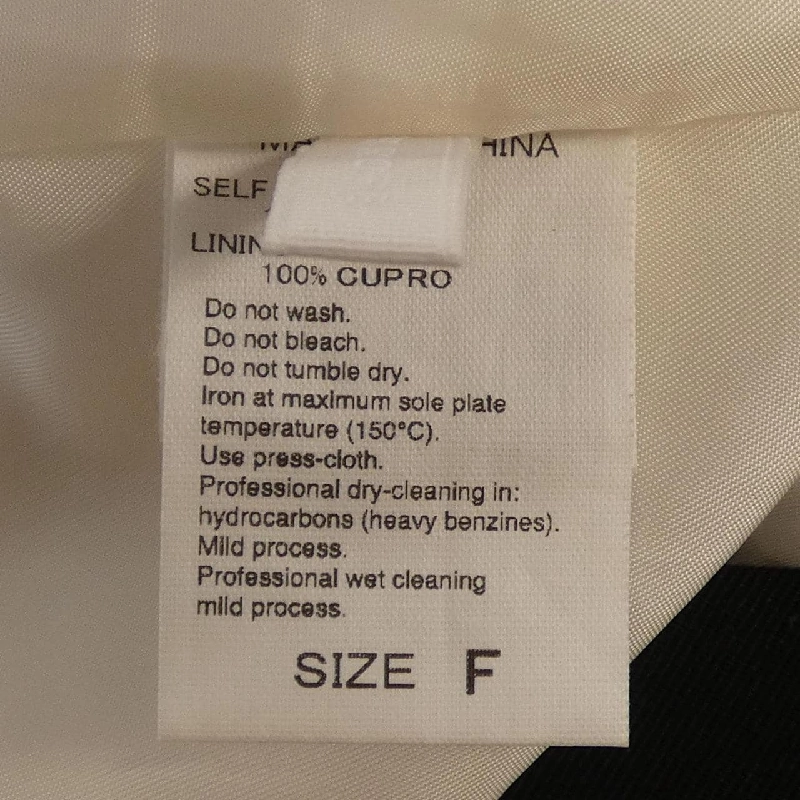 SELF
100% CUPRO
Do not wash.
Do not bleach.
Do not tumble dry.
Iron at maximum sole plate
temperature (150°C).
Use press-cloth.
Professional dry-cleaning in:
hydrocarbons (heavy benzines).
Mild process.
Professional wet cleaning
mild process.
SIZE F